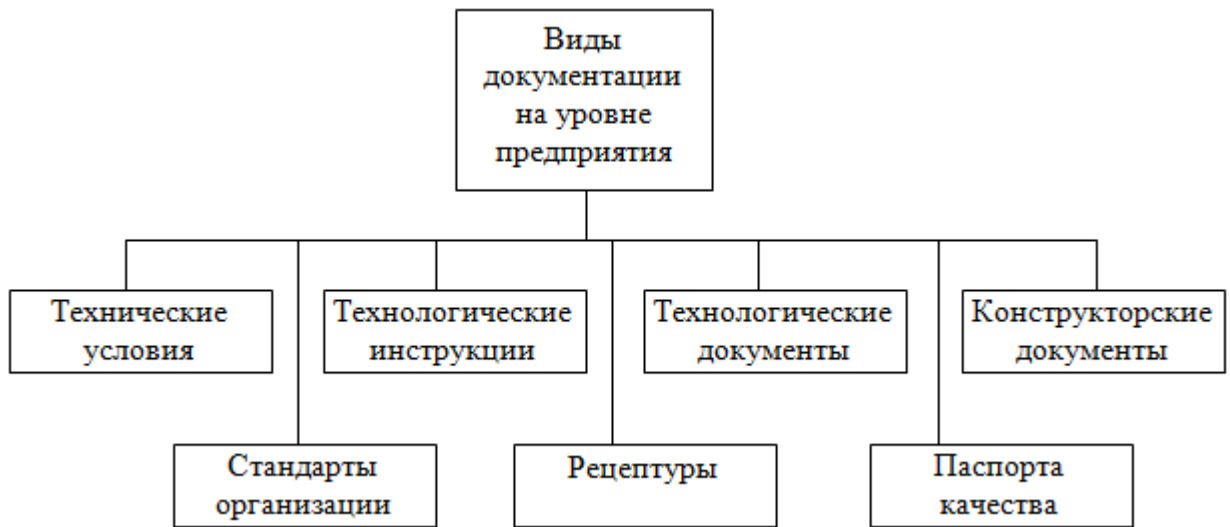 Виды
документации
на уровне
предприятия
Технические
условия
Технологические
инструкции
Технологические
документы
Конструкторские
документы
Стандарты
организации
Рецептуры
Паспорта
качества